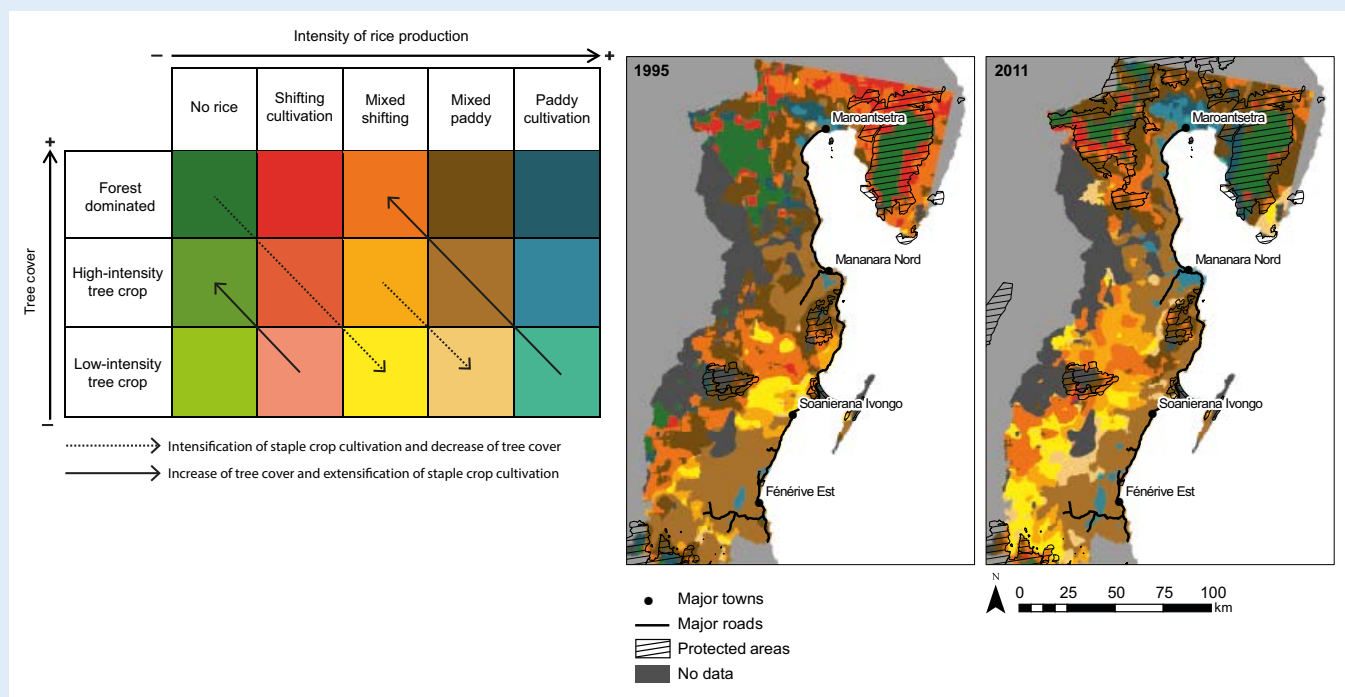 Intensity of rice production
− +
No rice
Shifting
cultivation
Mixed
shifting
Mixed
paddy
Paddy
cultivation
Tree cover
+
−
Forest
dominated
High-intensity
tree crop
Low-intensity
tree crop
Intensification of staple crop cultivation and decrease of tree cover
Increase of tree cover and extensification of staple crop cultivation
1995
Maroantsetra
Mananara Nord
Soanierana Ivongo
Fénérive Est
2011
Maroantsetra
Mananara Nord
Soanierana Ivongo
Fénérive Est
Major towns
Major roads
Protected areas
No data
N
0 25 50 75 100
km